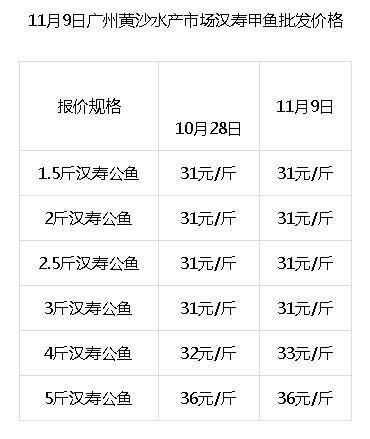 11月9日广州黄沙水产市场汉寿甲鱼批发价格
报价规格 10月28日 11月9日
1.5斤汉寿公鱼 31元/斤 31元/斤
2斤汉寿公鱼 31元/斤 31元/斤
2.5斤汉寿公鱼 31元/斤 31元/斤
3斤汉寿公鱼 31元/斤 31元/斤
4斤汉寿公鱼 32元/斤 33元/斤
5斤汉寿公鱼 36元/斤 36元/斤